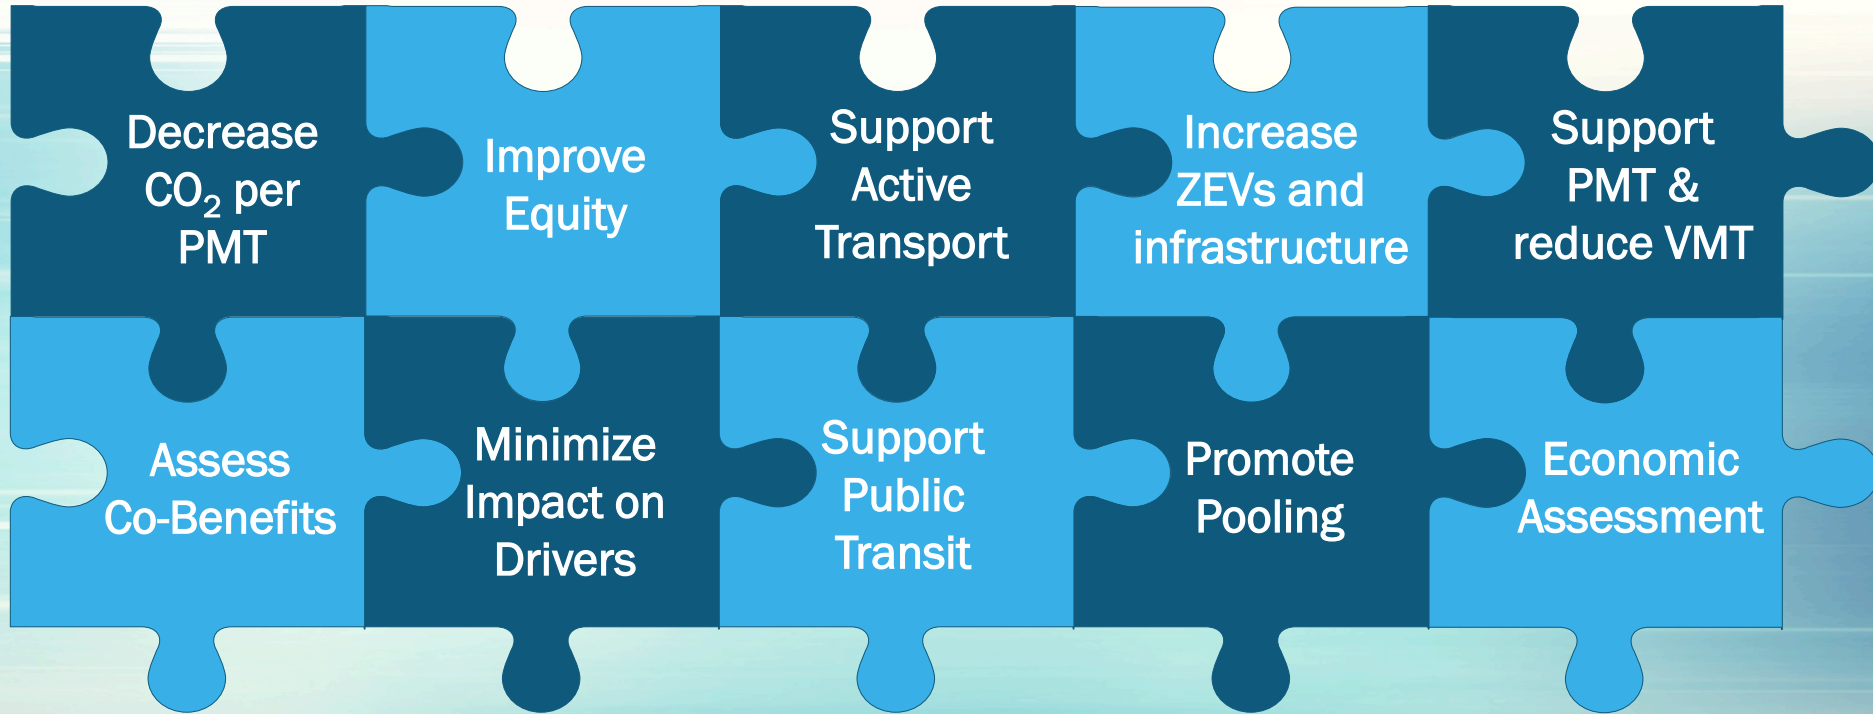 Decrease
CO₂ per
PMT
Improve
Equity
Support
Active
Transport
Increase
ZEVs and
infrastructure
Support
PMT &
reduce VMT
Assess
Co-Benefits
Minimize
Impact on
Drivers
Support
Public
Transit
Promote
Pooling
Economic
Assessment